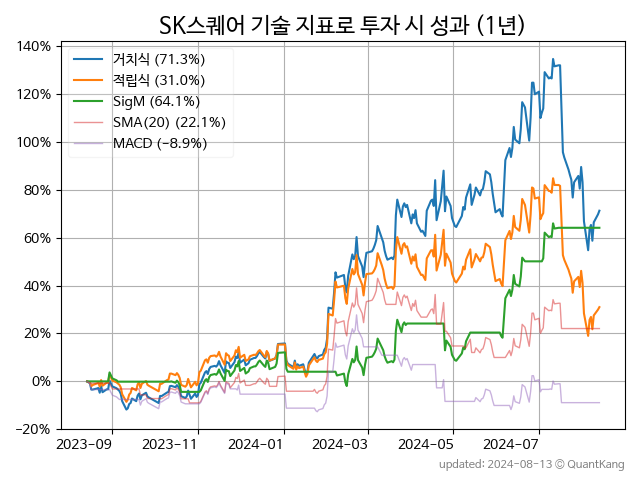 SK스퀘어 기술 지표로 투자 시 성과 (1년)
140%
120%
100%
80%
60%
40%
20%
0%
−20%
거치식 (71.3%)
적립식 (31.0%)
SigM (64.1%)
SMA(20) (22.1%)
MACD (-8.9%)
2023-09
2023-11
2024-01
2024-03
2024-05
2024-07
updated: 2024-08-13 © QuantKang